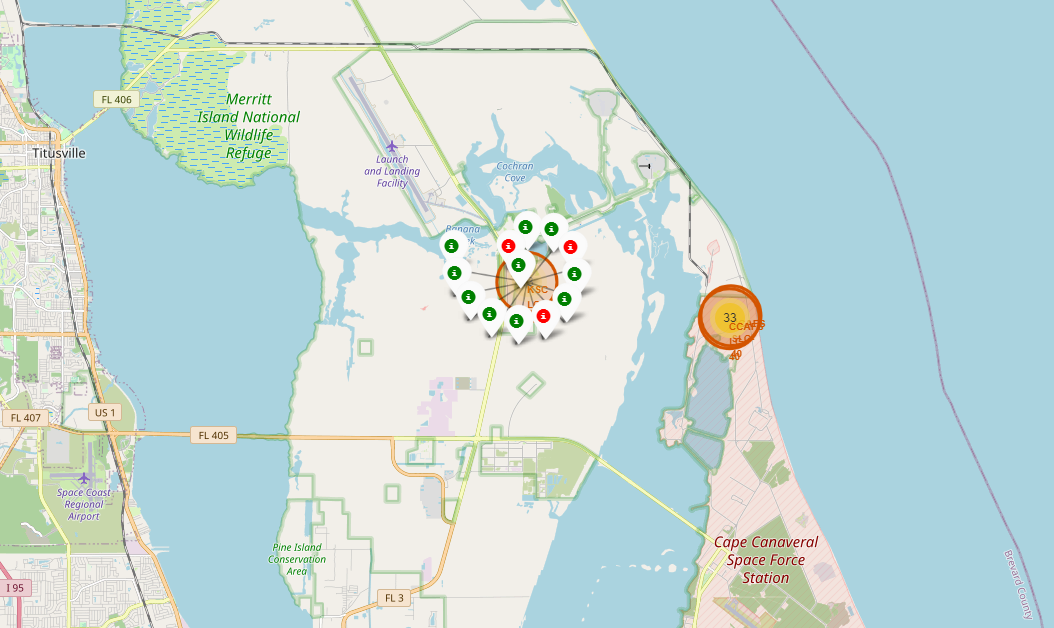 FL 406
Merritt
Island National
Wildlife
Refuge
Titusville
Launch
and Landing
Facility
Cochran
Cove
Banana
KSC
33
FL 407
US 1
FL 405
Space Coast
Regional
Airport
Pine Island
Conservation
Area
FL 3
I 95
Cape Canaveral
Space Force
Station
Brevard County